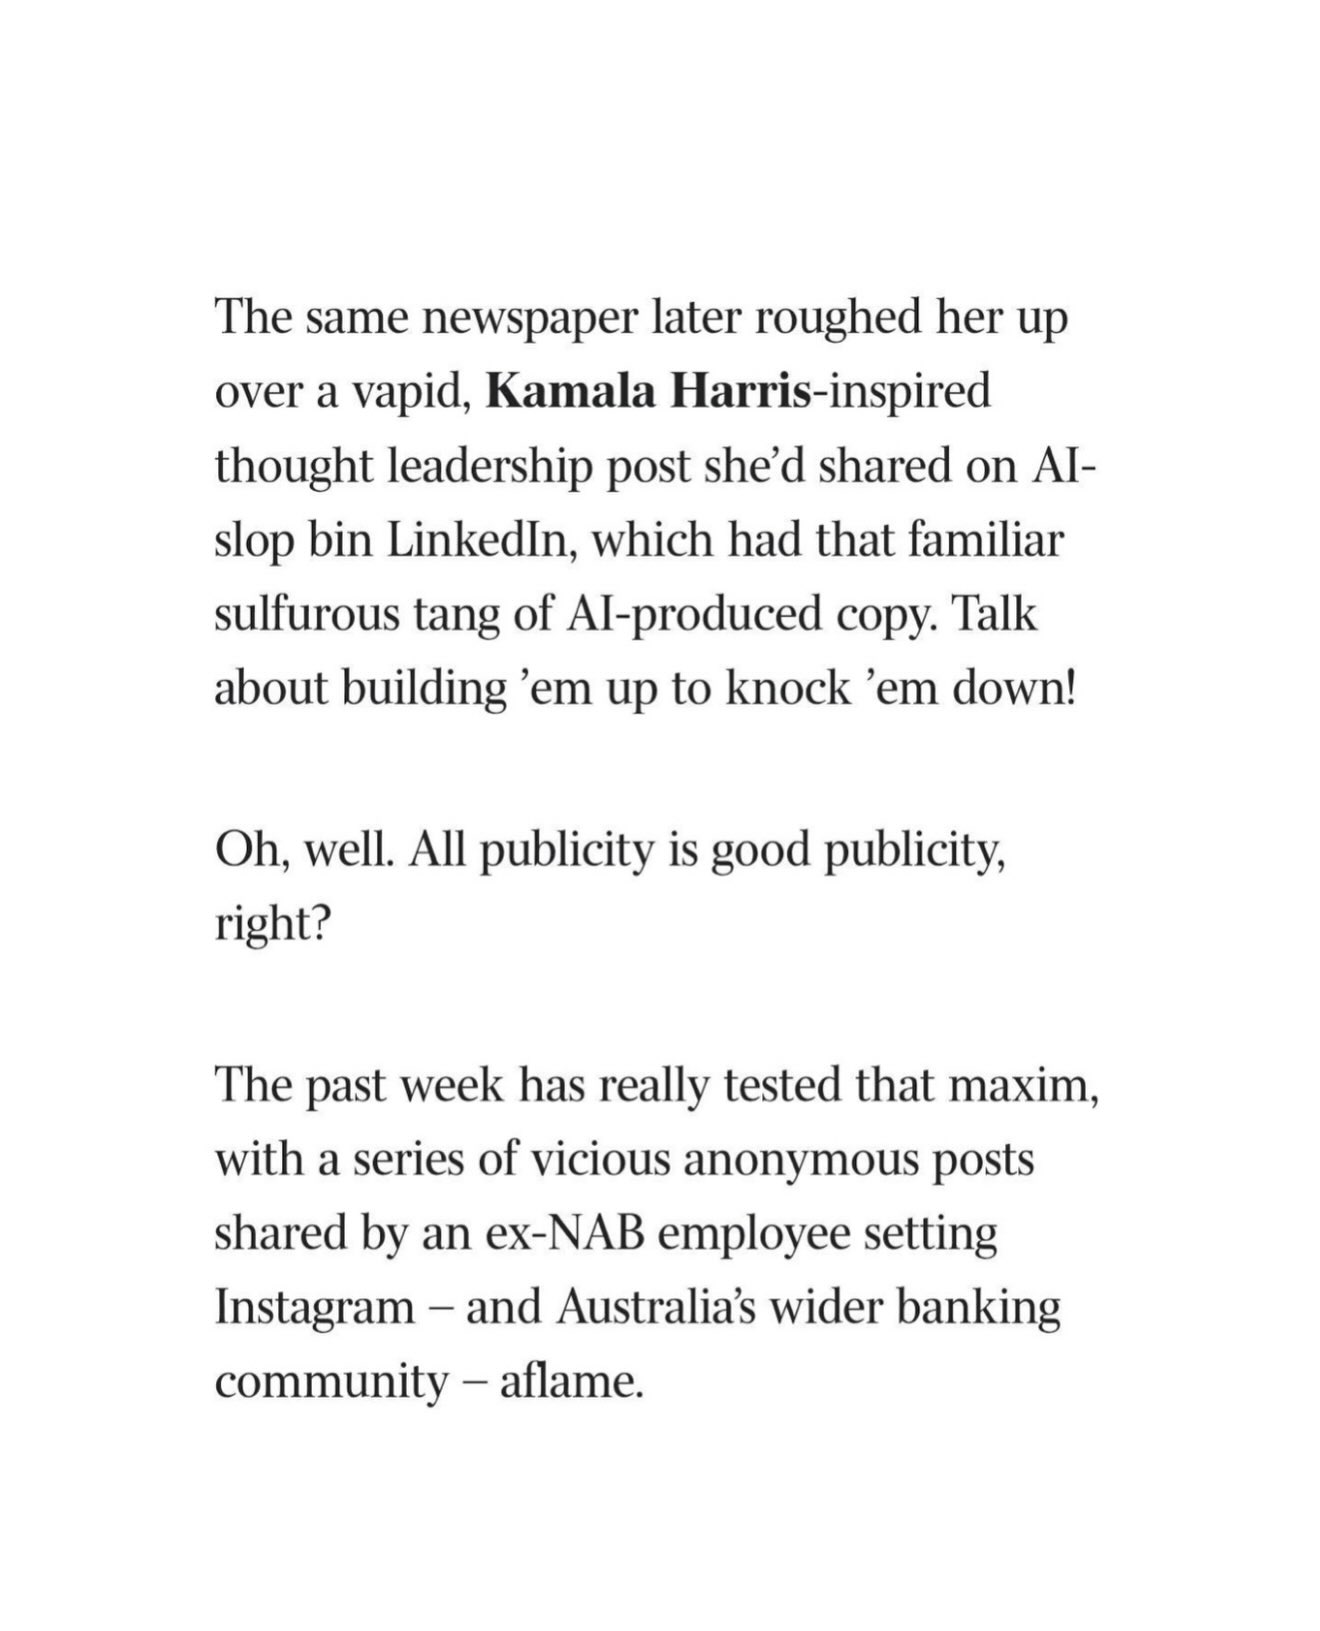 The same newspaper later roughed her up
over a vapid, Kamala Harris-inspired
thought leadership post she’d shared on AI-
slop bin LinkedIn, which had that familiar
sulfurous tang of AI-produced copy. Talk
about building ’em up to knock ’em down!
Oh, well. All publicity is good publicity,
right?
The past week has really tested that maxim,
with a series of vicious anonymous posts
shared by an ex-NAB employee setting
Instagram – and Australia’s wider banking
community – aflame.